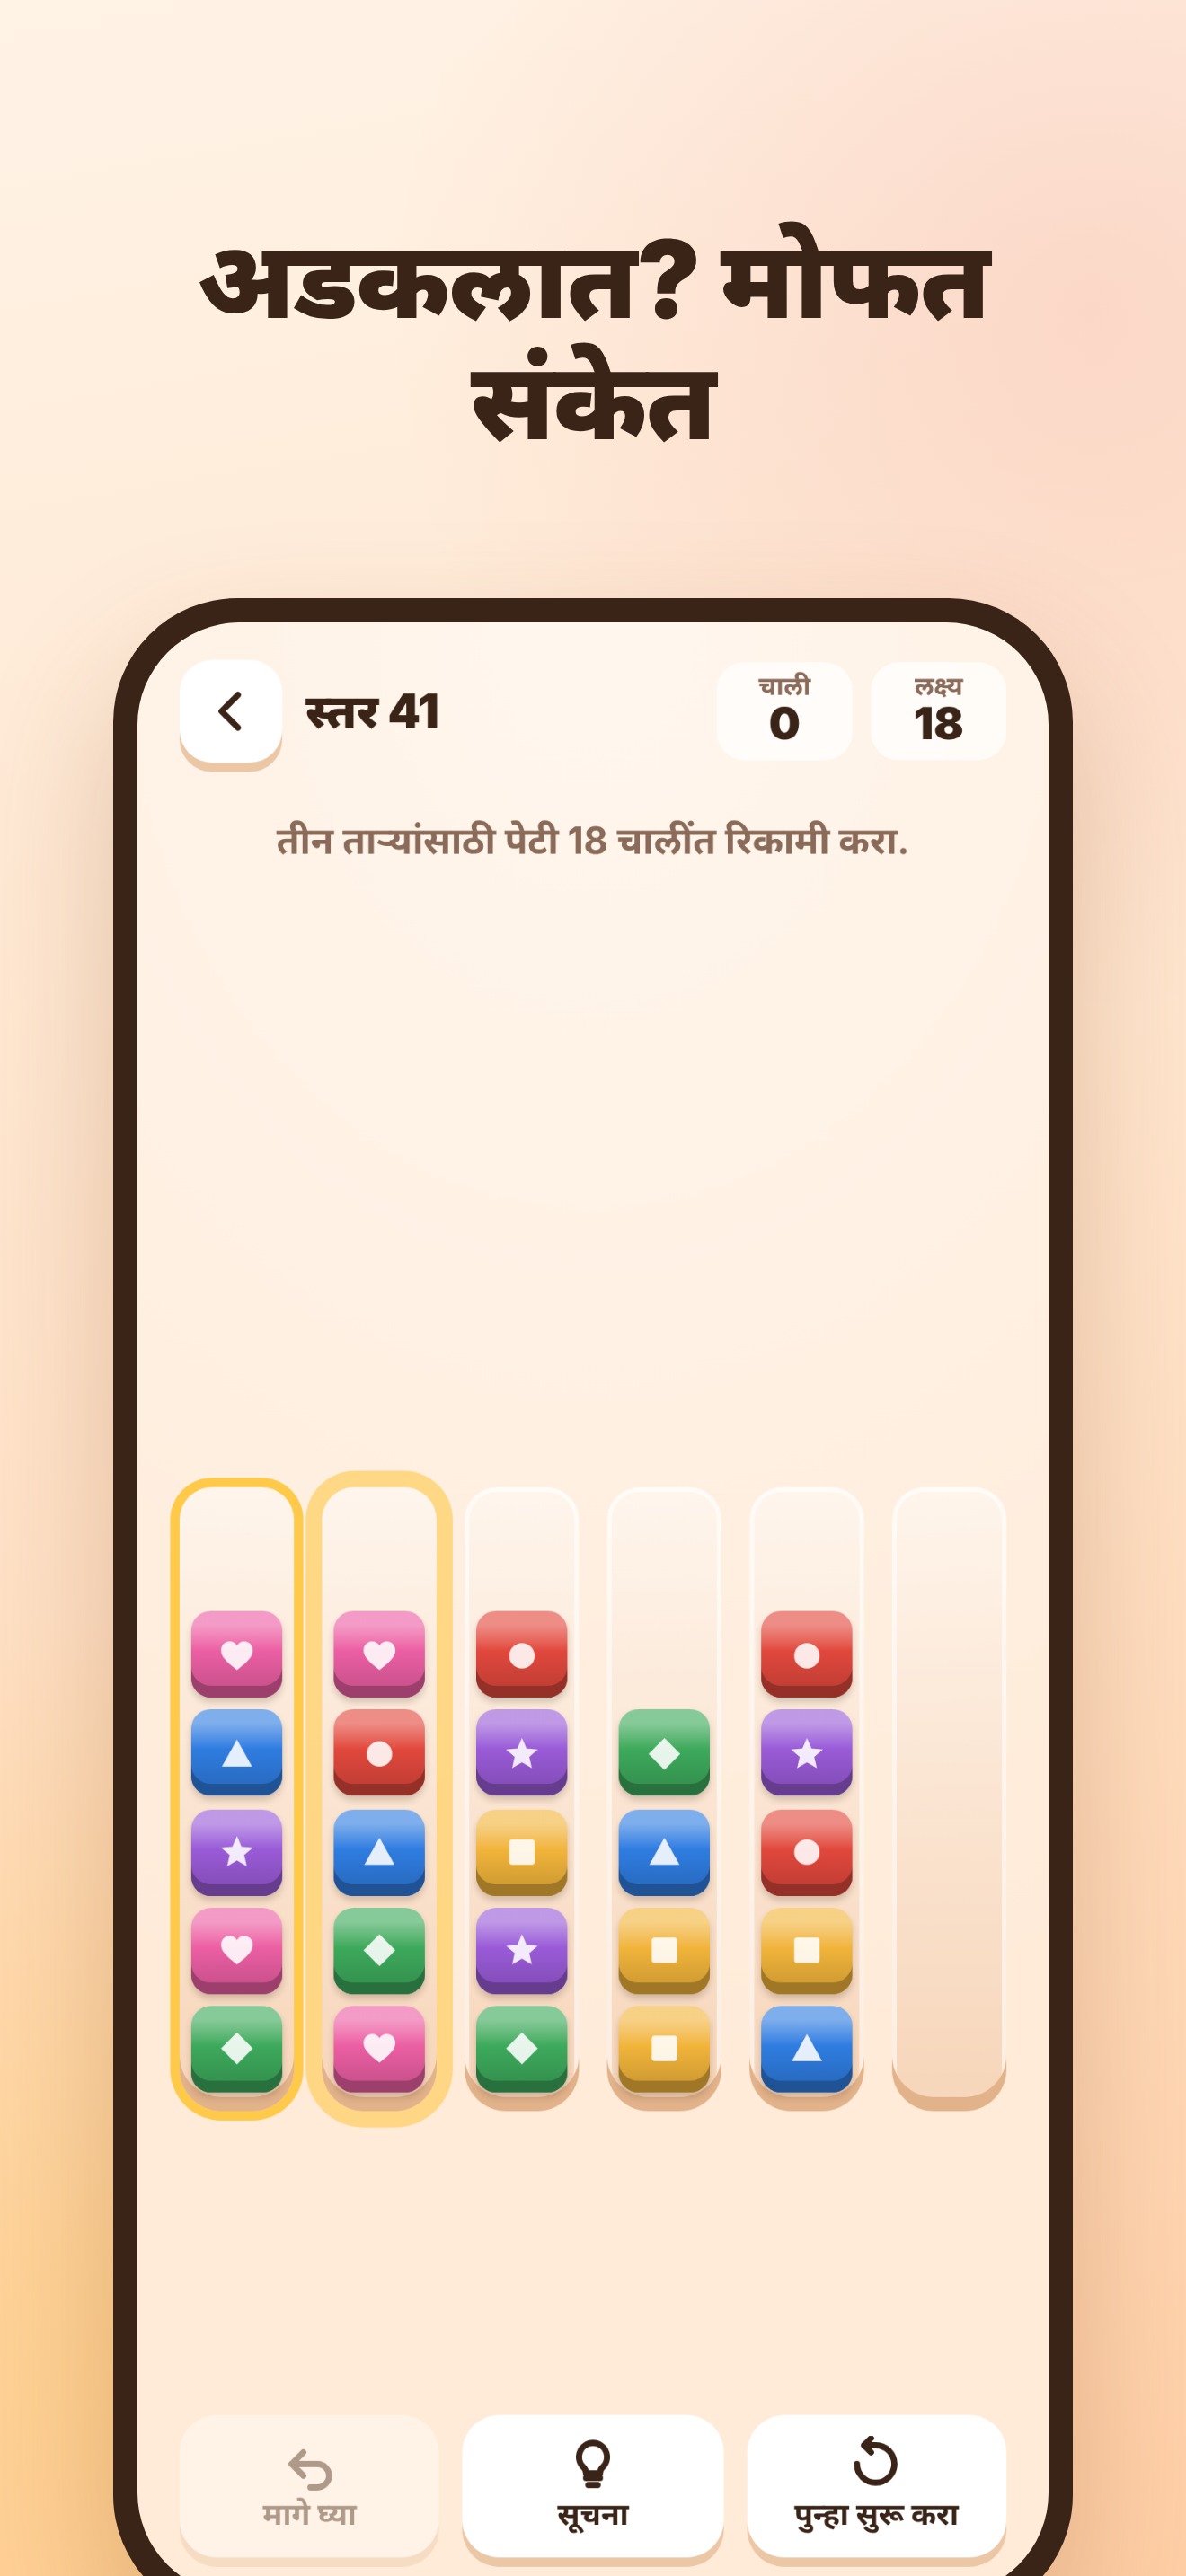 अडकलात? मोफत
संकेत
स्तर 41
चाली
0
लक्ष्य
18
तीन ताऱ्यांसाठी पेटी 18 चालींत रिकामी करा.
मागे घ्या
सूचना
पुन्हा सुरू करा